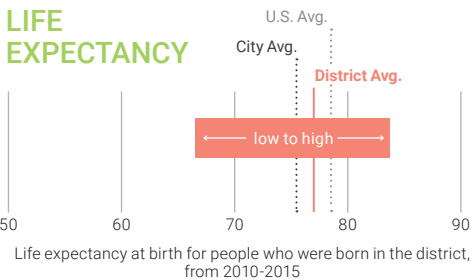 LIFE
EXPECTANCY
U.S. Avg.
City Avg.
District Avg.
low to high
50 60 70 80 90
Life expectancy at birth for people who were born in the district,
from 2010-2015